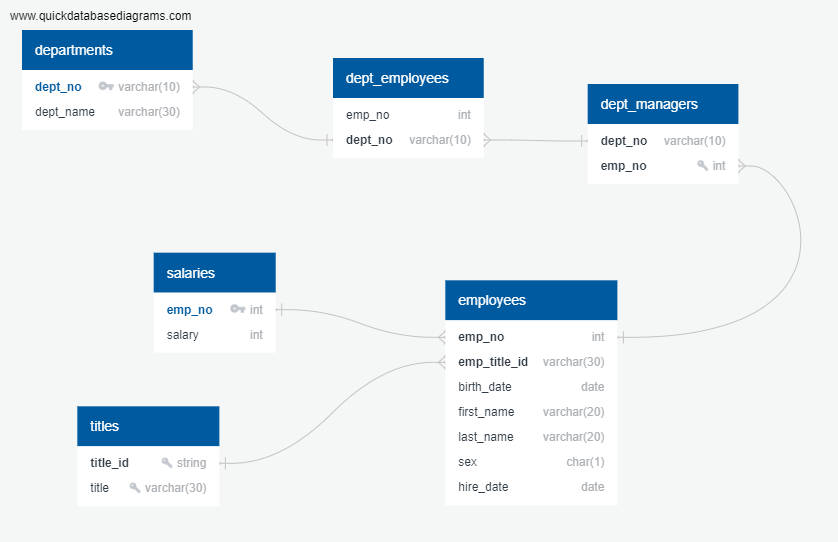 www.quickdatabasediagrams.com
departments
dept_no varchar(10)
dept_name varchar(30)
dept_employees
emp_no int
dept_no varchar(10)
dept_managers
dept_no varchar(10)
emp_no int
salaries
emp_no int
salary int
employees
emp_no int
emp_title_id varchar(30)
birth_date date
first_name varchar(20)
last_name varchar(20)
sex char(1)
hire_date date
titles
title_id string
title varchar(30)